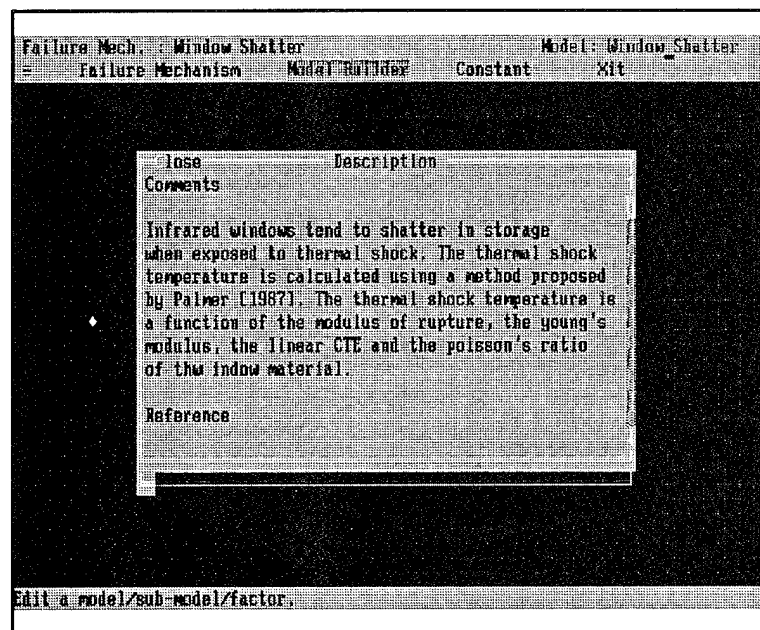 Failure Mech. : Window Shatter Model: Window_Shatter
= Failure Mechanism Model Builder Constant Xit
lose Description
Comments
Infrared windows tend to shatter in storage
when exposed to thermal shock. The thermal shock
temperature is calculated using a method proposed
by Palmer [1987]. The thermal shock temperature is
a function of the modulus of rupture, the young's
modulus, the linear CTE and the poisson's ratio
of thw indow material.
Reference
Edit a model/sub-model/factor.